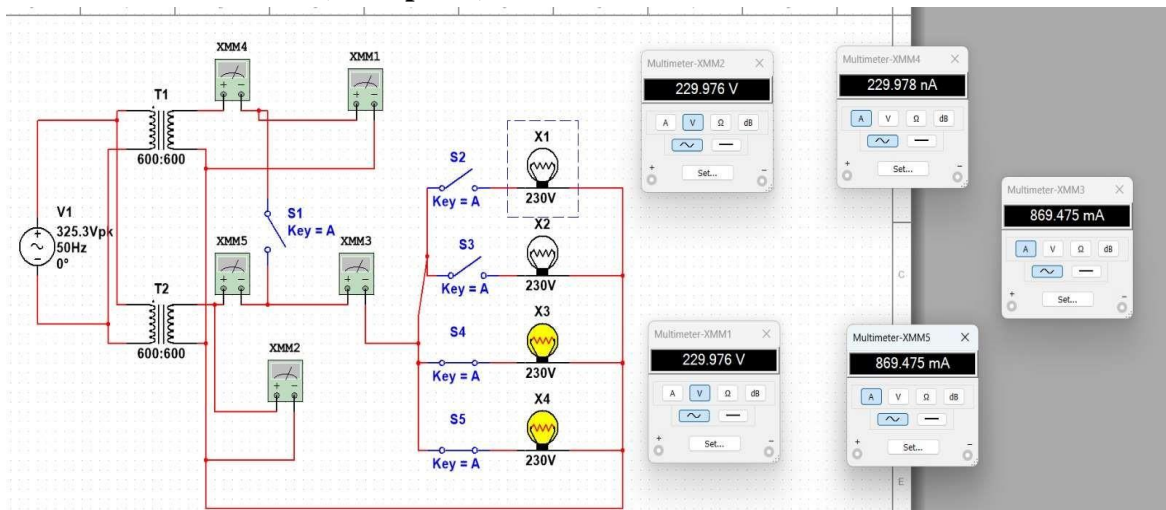 XMM4
XMM1
T1
600:600
V1
325.3Vpk
50Hz
0°
S1
Key = A
XMM5
XMM3
T2
600:600
XMM2
S2
Key = A
X1
230V
S3
Key = A
X2
230V
S4
Key = A
X3
230V
S5
Key = A
X4
230V
Multimeter-XMM2
229.976 V
A V Ω dB
Set...
Multimeter-XMM4
229.978 nA
A V Ω dB
Set...
Multimeter-XMM3
869.475 mA
A V Ω dB
Set...
Multimeter-XMM1
229.976 V
A V Ω dB
Set...
Multimeter-XMM5
869.475 mA
A V Ω dB
Set...
C
E